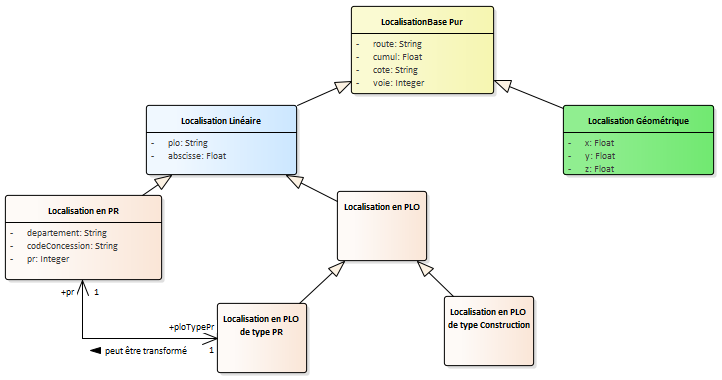 LocalisationBase Pur
- route: String
- cumul: Float
- cote: String
- voie: Integer
Localisation Linéaire
- plo: String
- abscisse: Float
Localisation Géométrique
- x: Float
- y: Float
- z: Float
Localisation en PR
- departement: String
- codeConcession: String
- pr: Integer
Localisation en PLO
+pr 1
Localisation en PLO
de type PR
Localisation en PLO
de type Construction
+ploTypePr
peut être transformé
1